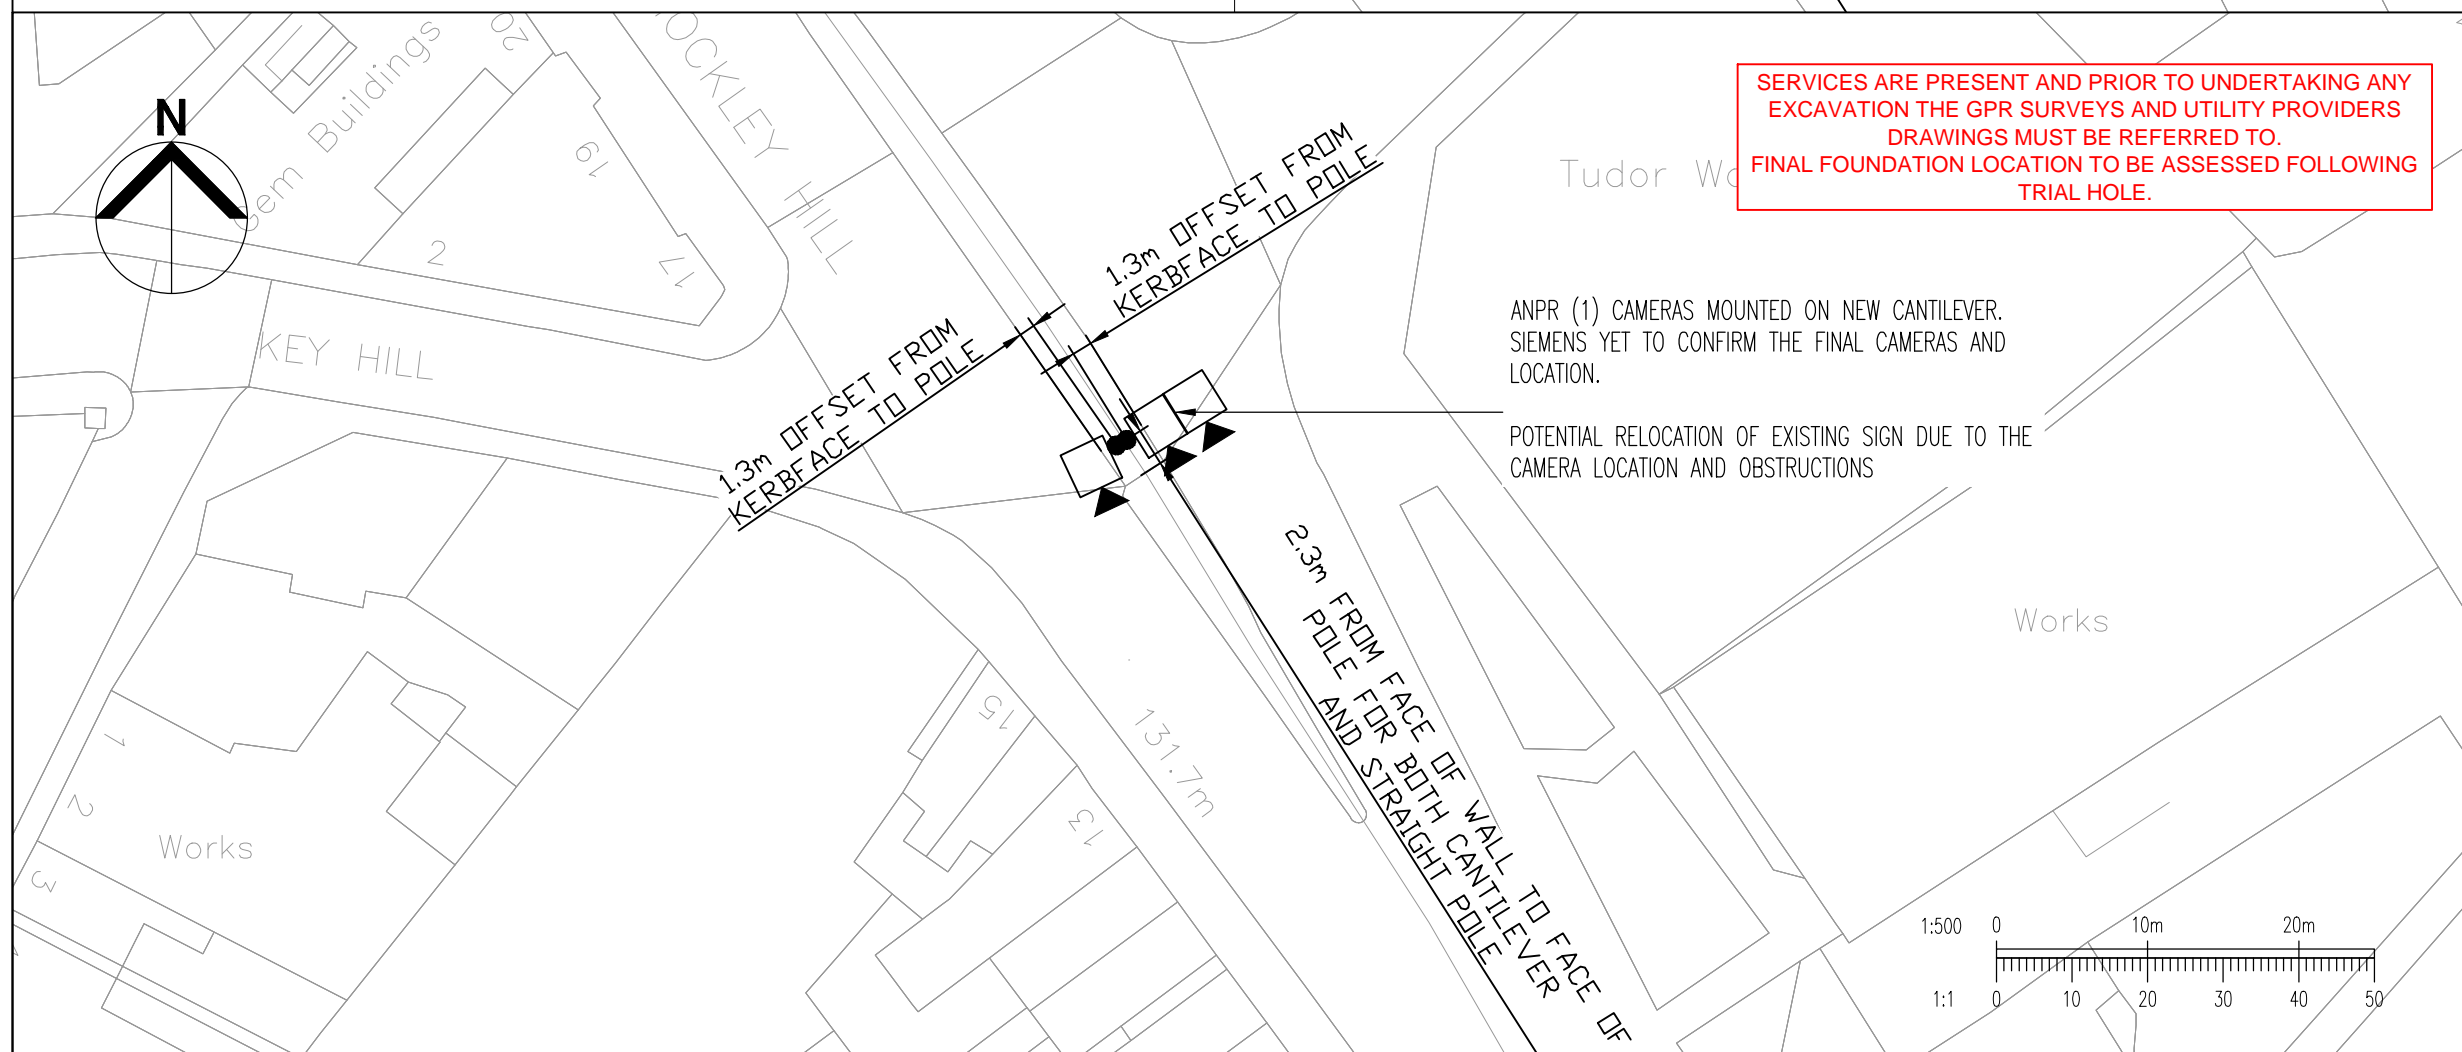 N
Gem Buildings
20
19
17
2
OCKLEY HILL
KEY HILL
SERVICES ARE PRESENT AND PRIOR TO UNDERTAKING ANY
EXCAVATION THE GPR SURVEYS AND UTILITY PROVIDERS
DRAWINGS MUST BE REFERRED TO.
FINAL FOUNDATION LOCATION TO BE ASSESSED FOLLOWING
TRIAL HOLE.
Tudor Wo
1.3m OFFSET FROM
KERBFACE TO POLE
1.3m OFFSET FROM
KERBFACE TO POLE
ANPR (1) CAMERAS MOUNTED ON NEW CANTILEVER.
SIEMENS YET TO CONFIRM THE FINAL CAMERAS AND
LOCATION.
POTENTIAL RELOCATION OF EXISTING SIGN DUE TO THE
CAMERA LOCATION AND OBSTRUCTIONS
2.3m FROM FACE OF WALL TO FACE OF
POLE FOR BOTH CANTILEVER
AND STRAIGHT POLE
Works
15
131.7m
13
1
2
Works
3
1:500 0 10m 20m
1:1 0 10 20 30 40 50